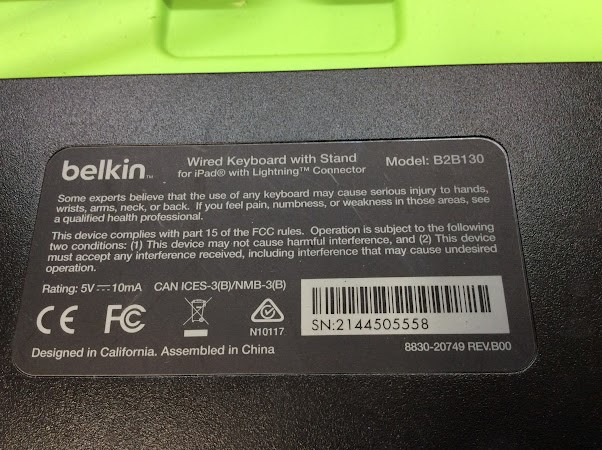 belkin™ Wired Keyboard with Stand Model: B2B130
for iPad® with Lightning™ Connector
Some experts believe that the use of any keyboard may cause serious injury to hands,
wrists, arms, neck, or back. If you feel pain, numbness, or weakness in those areas, see
a qualified health professional.
This device complies with part 15 of the FCC rules. Operation is subject to the following
two conditions: (1) This device may not cause harmful interference, and (2) This device
must accept any interference received, including interference that may cause undesired
operation.
Rating: 5V⎓10mA CAN ICES-3(B)/NMB-3(B)
CE FC N10117
SN:2144505558
Designed in California. Assembled in China 8830-20749 REV.B00